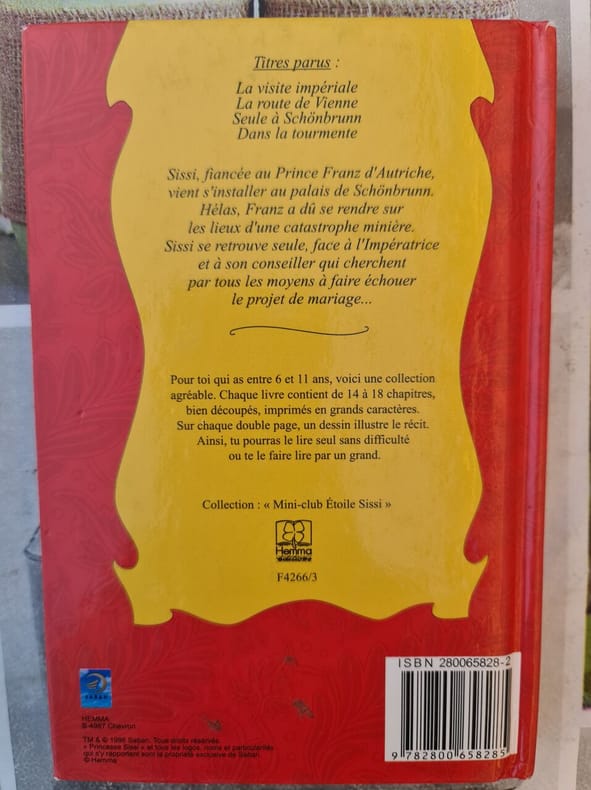 Titres parus :
La visite impériale
La route de Vienne
Seule à Schönbrunn
Dans la tourmente
Sissi, fiancée au Prince Franz d'Autriche,
vient s'installer au palais de Schönbrunn.
Hélas, Franz a dû se rendre sur
les lieux d'une catastrophe minière.
Sissi se retrouve seule, face à l'Impératrice
et à son conseiller qui cherchent
par tous les moyens à faire échouer
le projet de mariage...
Pour toi qui as entre 6 et 11 ans, voici une collection
agréable. Chaque livre contient de 14 à 18 chapitres,
bien découpés, imprimés en grands caractères.
Sur chaque double page, un dessin illustre le récit.
Ainsi, tu pourras le lire seul sans difficulté
ou te le faire lire par un grand.
Collection : « Mini-club Étoile Sissi »
Hemma
éditions
F4266/3
ISBN 280065828-2
9 782800 658285
SABAN
HEMMA
B-4987 Chevron
TM & © 1998 Saban. Tous droits réservés.
« Princesse Sissi » et tous les logos, noms et particularités
qui s'y rapportent sont la propriété exclusive de Saban.
© Hemma